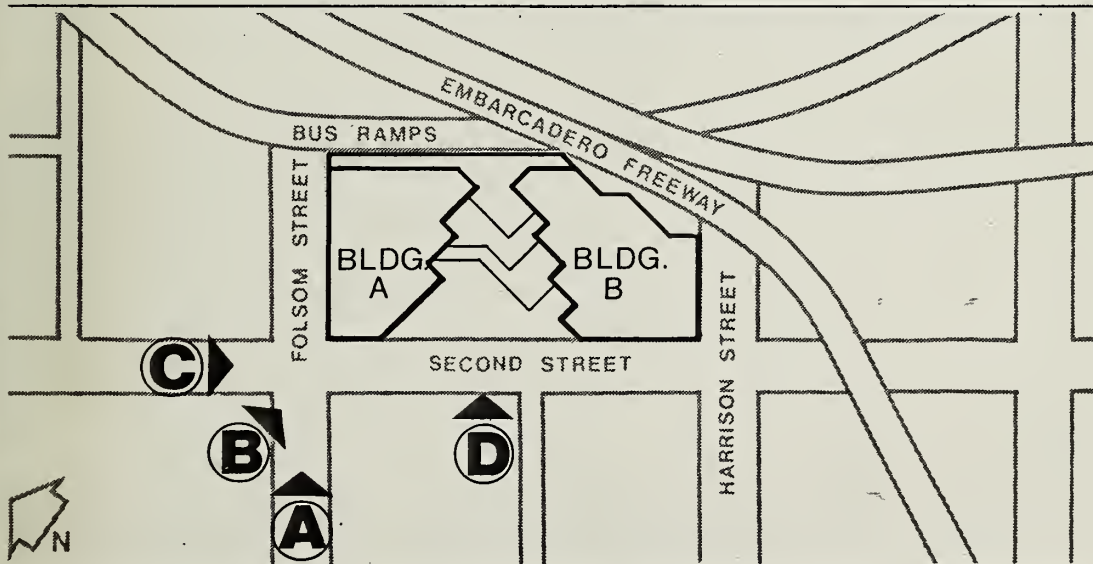 EMBARCADERO FREEWAY
BUS RAMPS
FOLSOM STREET
BLDG.
A
BLDG.
B
SECOND STREET
HARRISON STREET
C
B
D
A
N